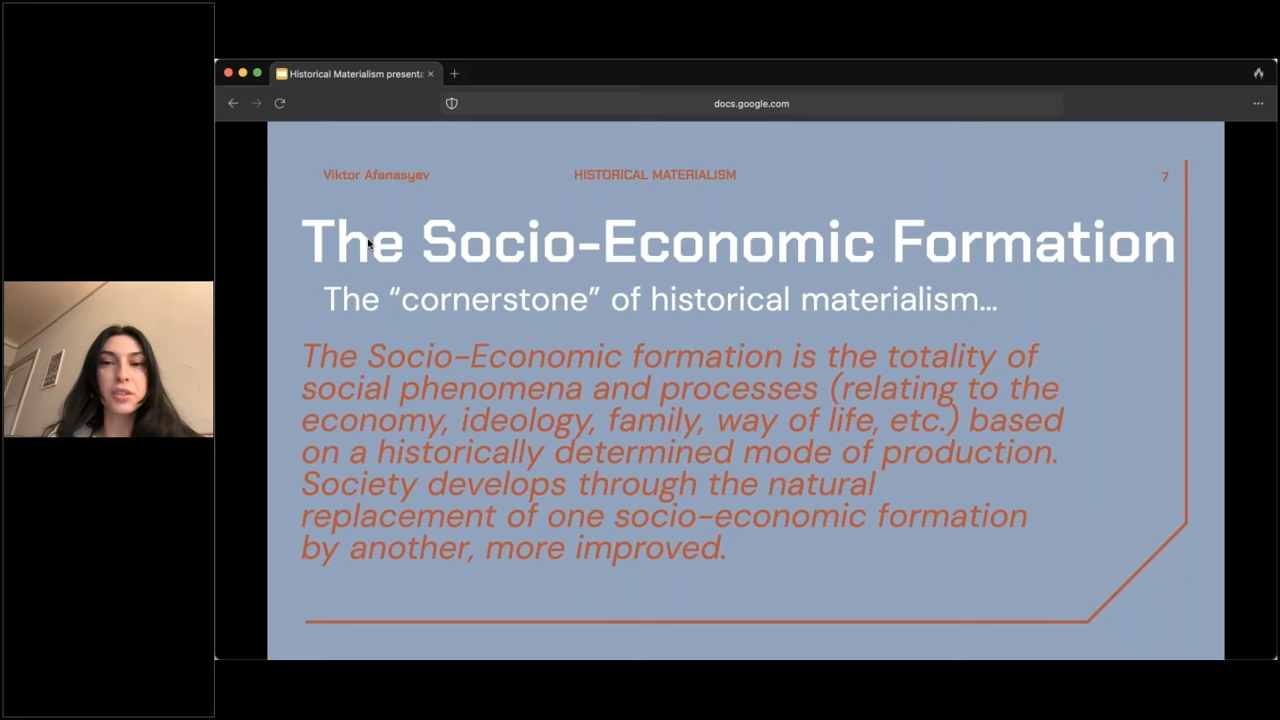 Historical Materialism presenta
docs.google.com
Viktor Afanasyev
HISTORICAL MATERIALISM
7
The Socio-Economic Formation
The “cornerstone” of historical materialism...
The Socio-Economic formation is the totality of
social phenomena and processes (relating to the
economy, ideology, family, way of life, etc.) based
on a historically determined mode of production.
Society develops through the natural
replacement of one socio-economic formation
by another, more improved.